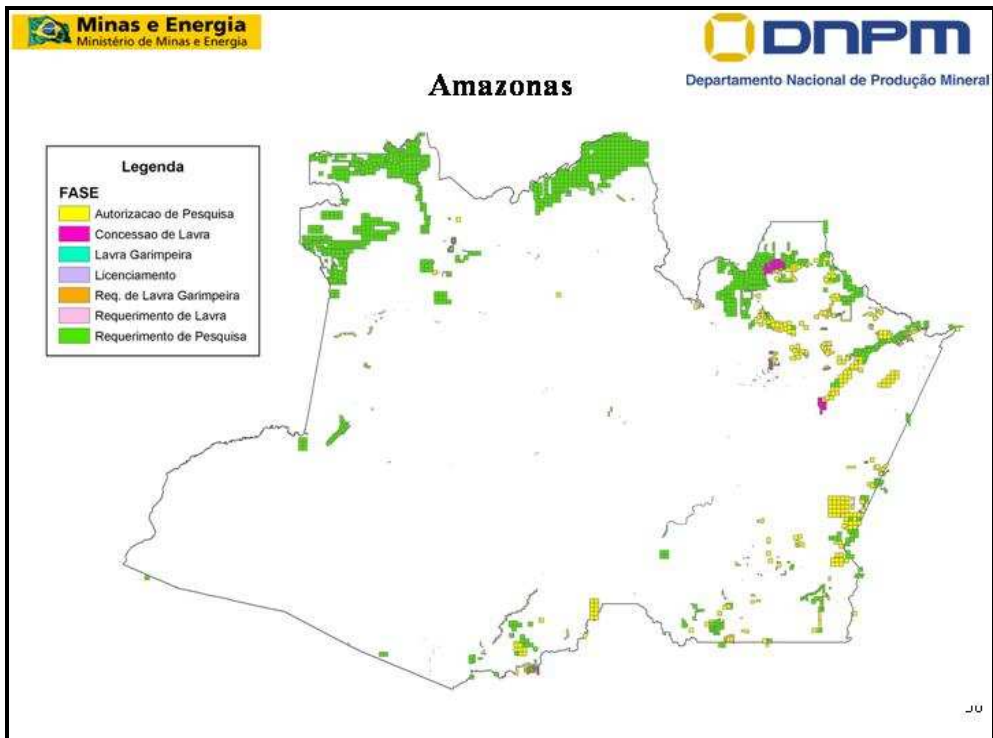 Minas e Energia
Ministério de Minas e Energia
DNPM
Departamento Nacional de Produção Mineral
Amazonas
Legenda
FASE
Autorizacao de Pesquisa
Concessao de Lavra
Lavra Garimpeira
Licenciamento
Req. de Lavra Garimpeira
Requerimento de Lavra
Requerimento de Pesquisa